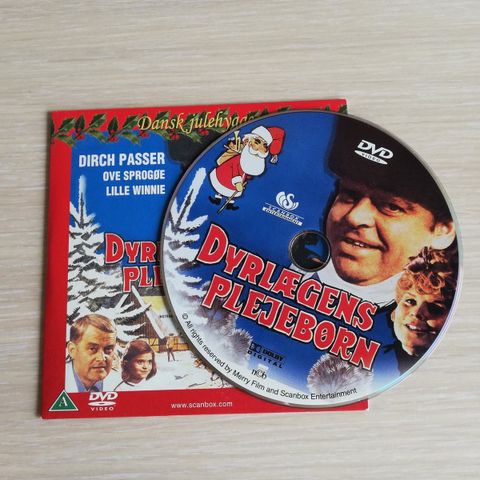 Dansk julehygge
DIRCH PASSER
OVE SPROGØE
LILLE WINNIE
DYRLÆGENS
PLEJEBØRN
A
DVD
VIDEO
www.scanbox.com
DVD
VIDEO
SCANBOX
ENTERTAINMENT
DYRLÆGENS
PLEJEBØRN
DOLBY
DIGITAL
ncb
© All rights reserved by Merry Film and Scanbox Entertainment